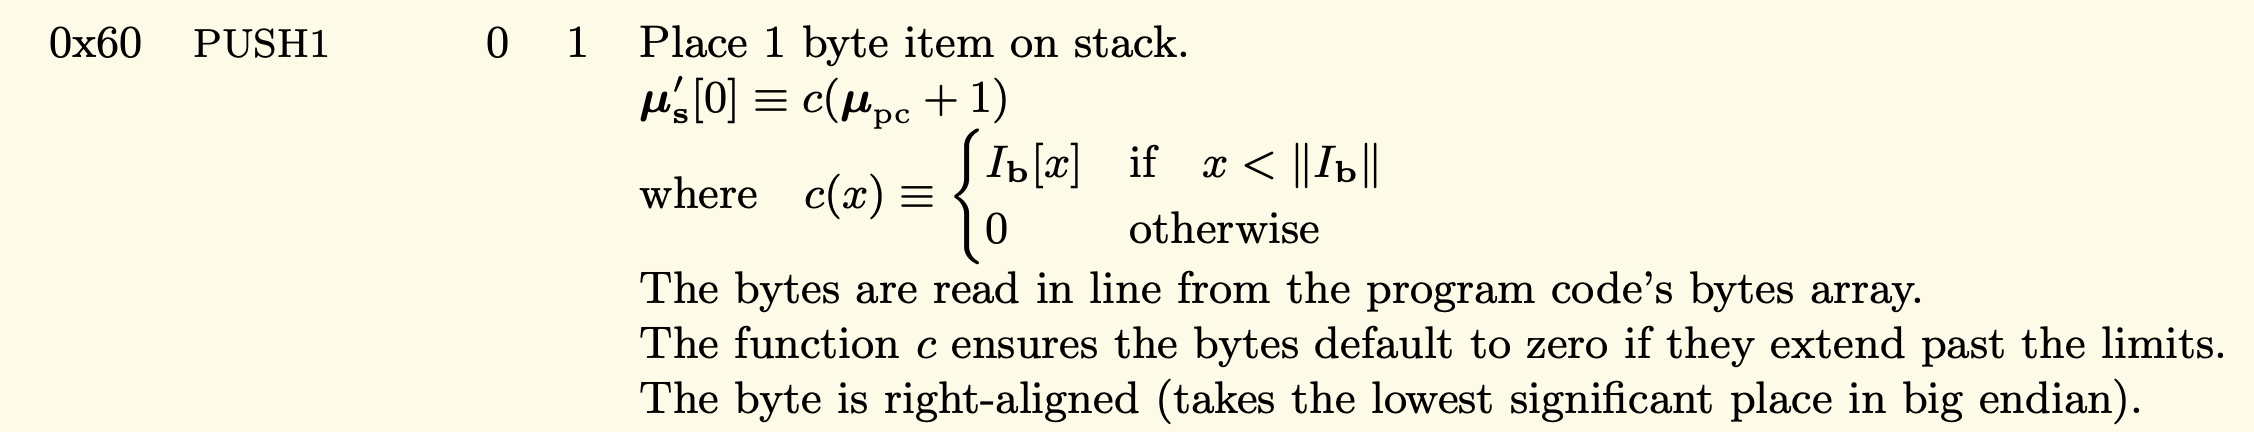 0x60 PUSH1 0 1 Place 1 byte item on stack.
μ′s[0] ≡ c(μpc + 1)
where c(x) ≡ { Ib[x] if x < ‖Ib‖
0 otherwise
The bytes are read in line from the program code’s bytes array.
The function c ensures the bytes default to zero if they extend past the limits.
The byte is right-aligned (takes the lowest significant place in big endian).